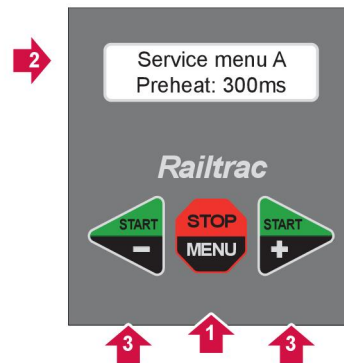 2
Service menu A
Preheat: 300ms
Railtrac
START
-
STOP
MENU
START
+
3
1
3